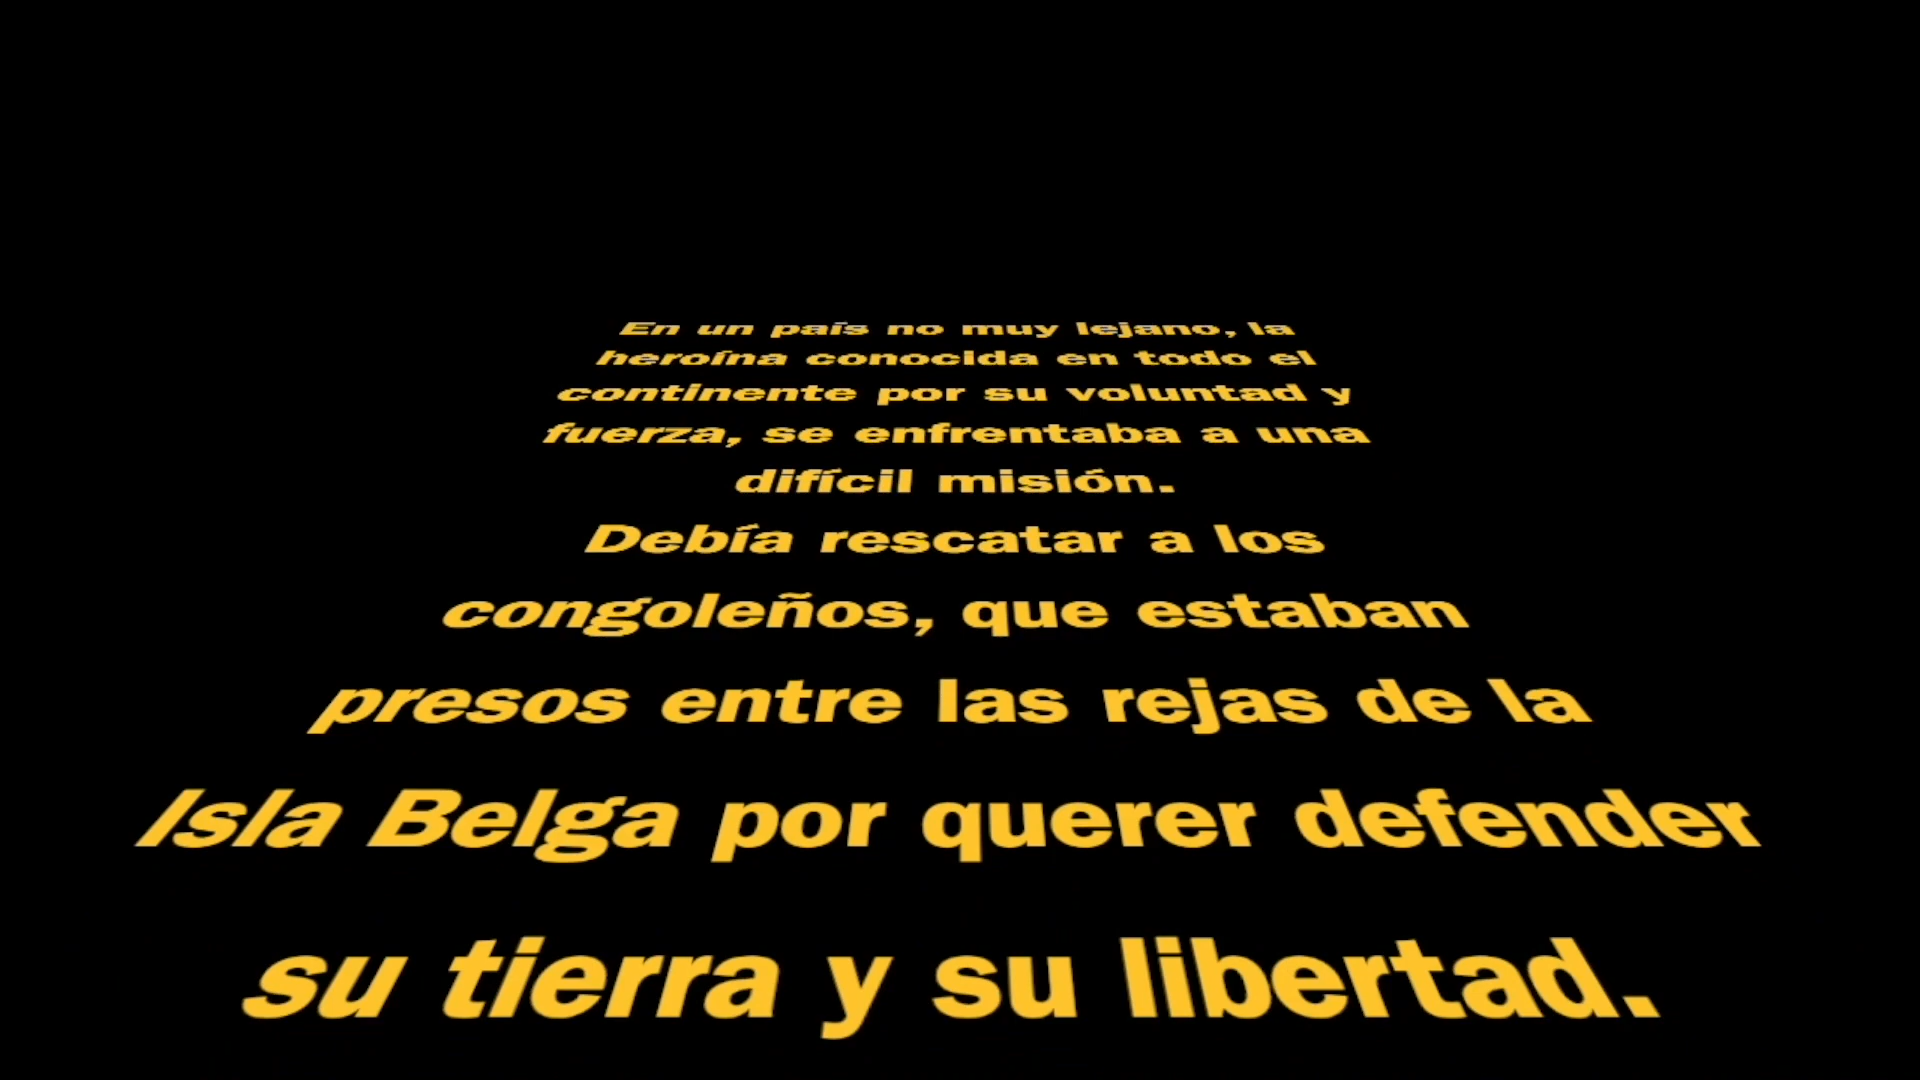 En un país no muy lejano, la
heroína conocida en todo el
continente por su voluntad y
fuerza, se enfrentaba a una
difícil misión.
Debía rescatar a los
congoleños, que estaban
presos entre las rejas de la
Isla Belga por querer defender
su tierra y su libertad.